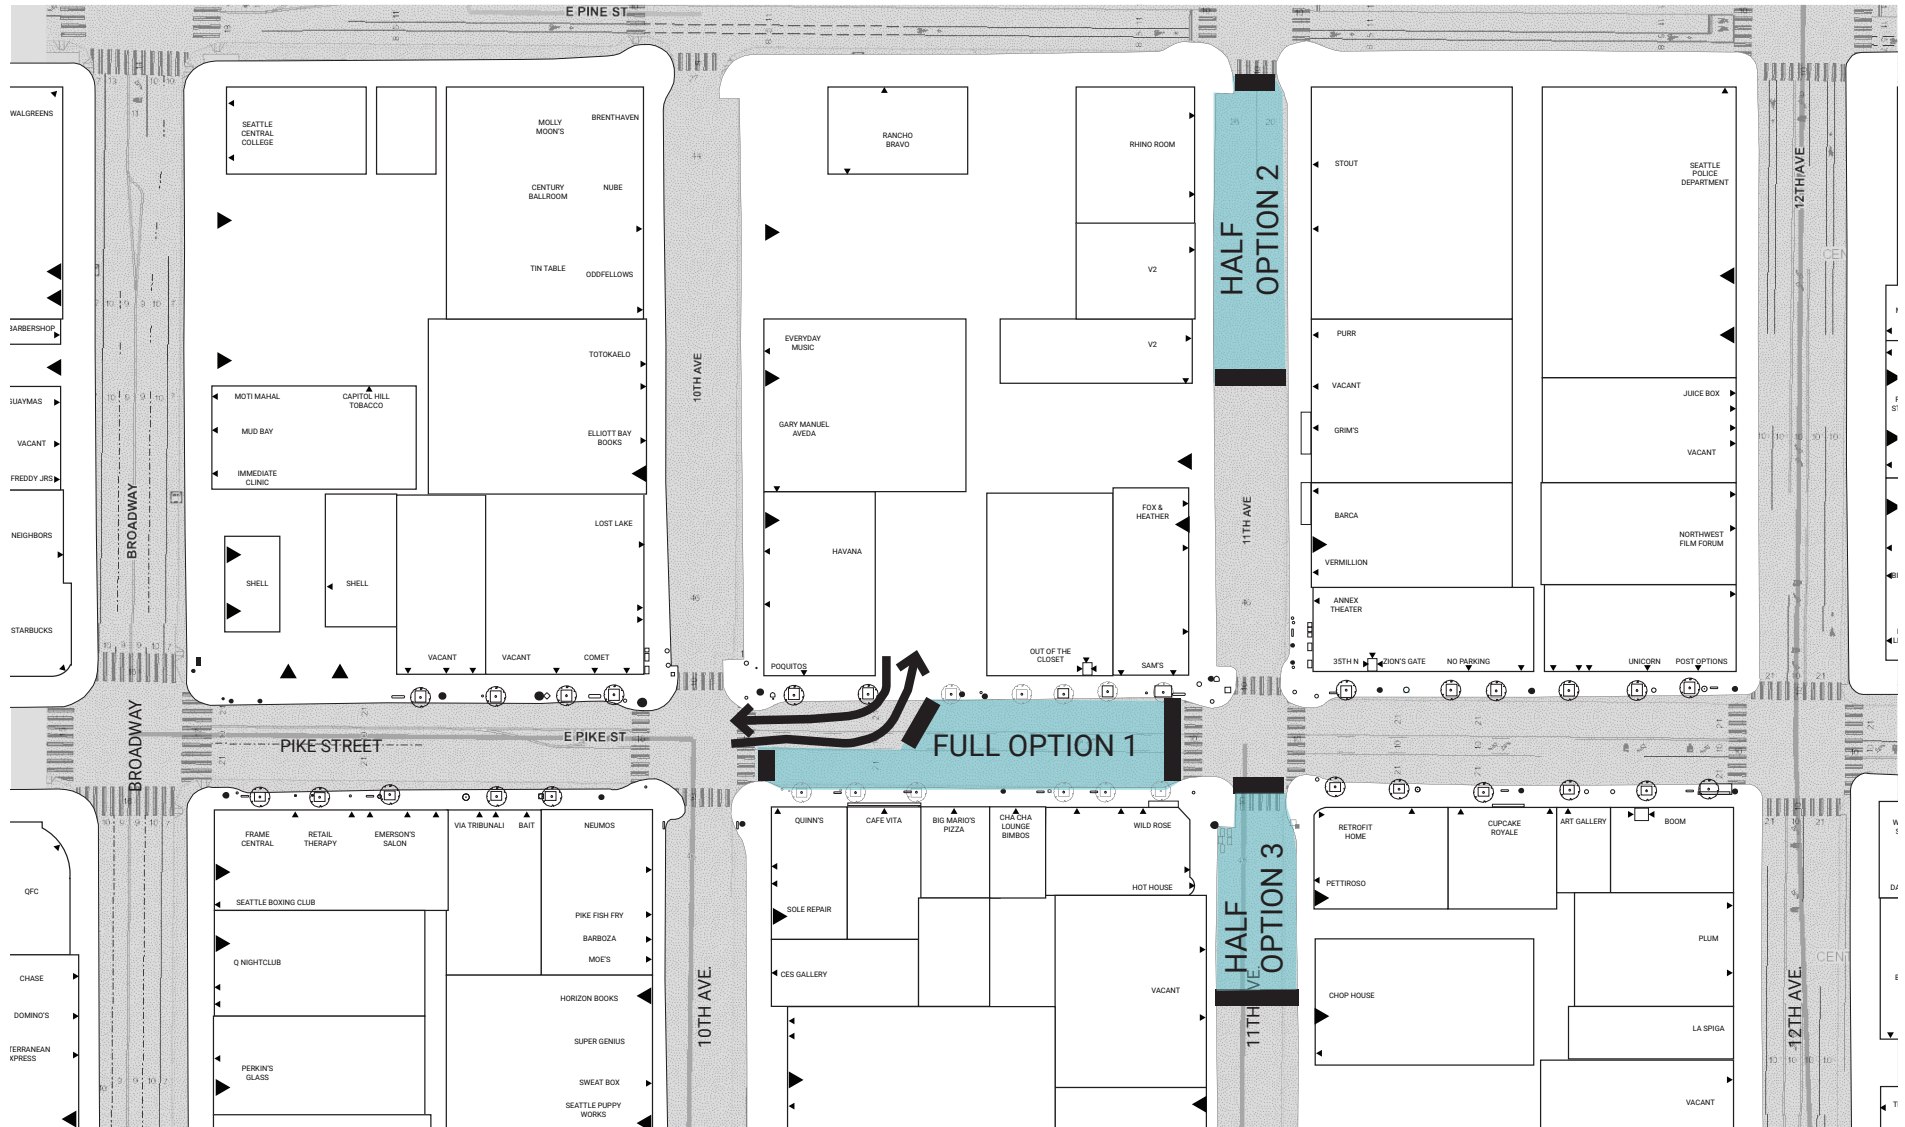 E PINE ST
WALGREENS
SEATTLE
CENTRAL
COLLEGE
MOLLY
MOON'S
BRENTHAVEN
CENTURY
BALLROOM
NUBE
TIN TABLE
ODDFELLOWS
RANCHO
BRAVO
RHINO ROOM
V2
V2
HALF
OPTION 2
STOUT
SEATTLE
POLICE
DEPARTMENT
12TH AVE
CEN
BARBERSHOP
GUAYMAS
VACANT
FREDDY JRS
NEIGHBORS
STARBUCKS
BROADWAY
MOTI MAHAL
CAPITOL HILL
TOBACCO
MUD BAY
IMMEDIATE
CLINIC
TOTOKAELO
ELLIOTT BAY
BOOKS
LOST LAKE
SHELL
SHELL
VACANT
VACANT
COMET
10TH AVE
EVERYDAY
MUSIC
GARY MANUEL
AVEDA
HAVANA
POQUITOS
FOX &
HEATHER
OUT OF THE
CLOSET
SAM'S
11TH AVE
PURR
VACANT
GRIM'S
BARCA
VERMILLION
ANNEX
THEATER
35TH N
ZION'S GATE
NO PARKING
JUICE BOX
VACANT
NORTHWEST
FILM FORUM
UNICORN
POST OPTIONS
BROADWAY
PIKE STREET
E PIKE ST
FULL OPTION 1
QFC
CHASE
DOMINO'S
TERRANEAN
XPRESS
FRAME
CENTRAL
RETAIL
THERAPY
EMERSON'S
SALON
VIA TRIBUNALI
BAIT
NEUMOS
SEATTLE BOXING CLUB
Q NIGHTCLUB
PIKE FISH FRY
BARBOZA
MOE'S
HORIZON BOOKS
SUPER GENIUS
PERKIN'S
GLASS
SWEAT BOX
SEATTLE PUPPY
WORKS
10TH AVE.
QUINN'S
CAFE VITA
BIG MARIO'S
PIZZA
CHA CHA
LOUNGE
BIMBOS
WILD ROSE
HOT HOUSE
SOLE REPAIR
CES GALLERY
VACANT
HALF
OPTION 3
11TH AVE.
RETROFIT
HOME
CUPCAKE
ROYALE
ART GALLERY
BOOM
PETTIROSO
CHOP HOUSE
PLUM
LA SPIGA
VACANT
12TH AVE.
CENT